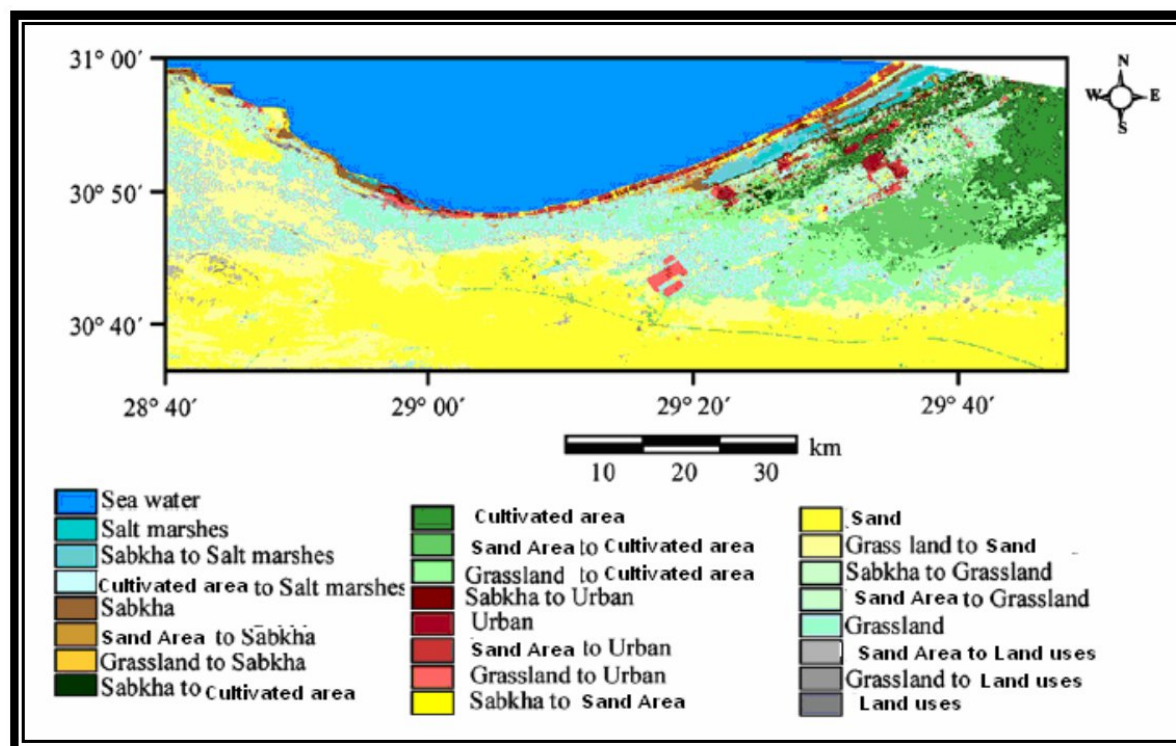 31° 00′
30° 50′
30° 40′
28° 40′
29° 00′
29° 20′
29° 40′
N
W E
S
km
10 20 30
Sea water
Salt marshes
Sabkha to Salt marshes
Cultivated area to Salt marshes
Sabkha
Sand Area to Sabkha
Grassland to Sabkha
Sabkha to Cultivated area
Cultivated area
Sand Area to Cultivated area
Grassland to Cultivated area
Sabkha to Urban
Urban
Sand Area to Urban
Grassland to Urban
Sabkha to Sand Area
Sand
Grass land to Sand
Sabkha to Grassland
Sand Area to Grassland
Grassland
Sand Area to Land uses
Grassland to Land uses
Land uses